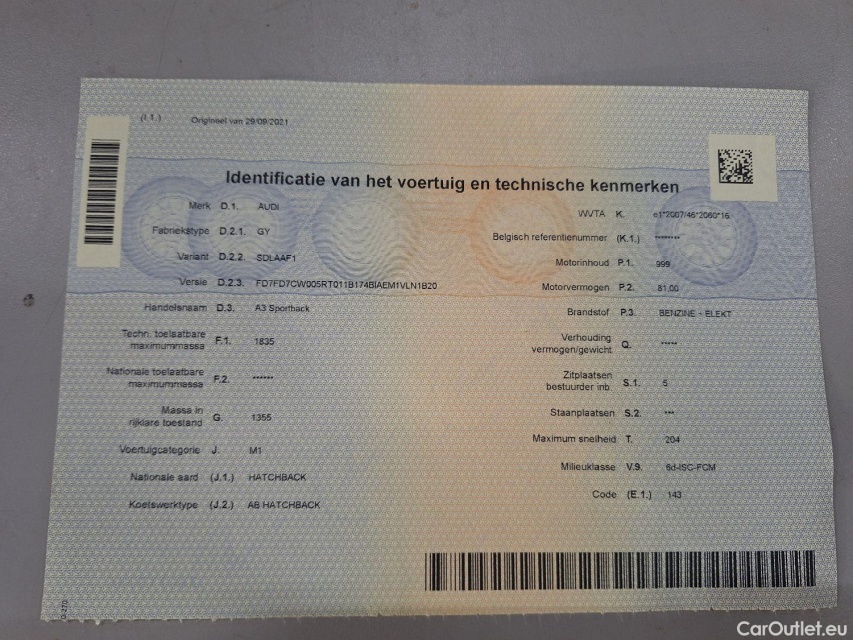 (I.1.) Origineel van 29/09/2021
Identificatie van het voertuig en technische kenmerken
Merk D.1. AUDI
Fabriekstype D.2.1. GY
Variant D.2.2. SDLAAF1
Versie D.2.3. FD7FD7CW005RT011B174BIAEM1VLN1B20
Handelsnaam D.3. A3 Sportback
Techn. toelaatbare
maximummassa F.1. 1835
Nationale toelaatbare
maximummassa F.2. ******
Massa in
rijklare toestand G. 1355
Voertuigcategorie J. M1
Nationale aard (J.1.) HATCHBACK
Koetswerktype (J.2.) AB HATCHBACK
WVTA K. e1*2007/46*2060*16
Belgisch referentienummer (K.1.) ********
Motorinhoud P.1. 999
Motorvermogen P.2. 81.00
Brandstof P.3. BENZINE + ELEKT
Verhouding
vermogen/gewicht Q. *****
Zitplaatsen
bestuurder inb. S.1. 5
Staanplaatsen S.2. ***
Maximum snelheid T. 204
Milieuklasse V.9. 6d-ISC-FCM
Code (E.1.) 143
CarOutlet.eu